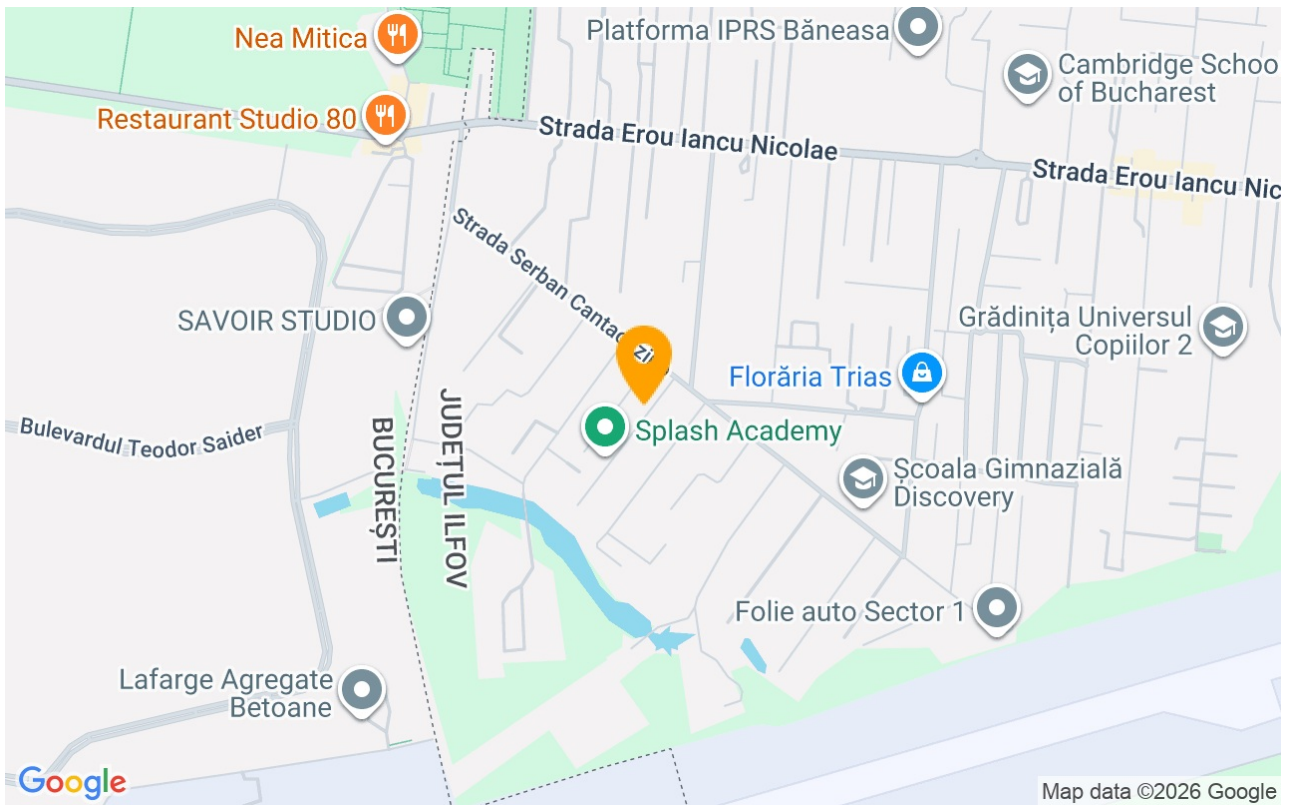 Nea Mitica
Platforma IPRS Băneasa
Cambridge Schoo
of Bucharest
Restaurant Studio 80
Strada Erou Iancu Nicolae
Strada Erou Iancu Nic
Strada Serban Cantac
zi
SAVOIR STUDIO
Grădinița Universul
Copiilor 2
Florăria Trias
Splash Academy
Bulevardul Teodor Saider
BUCUREȘTI
JUDEȚUL ILFOV
Școala Gimnazială
Discovery
Folie auto Sector 1
Lafarge Agregate
Betoane
Google
Map data ©2026 Google